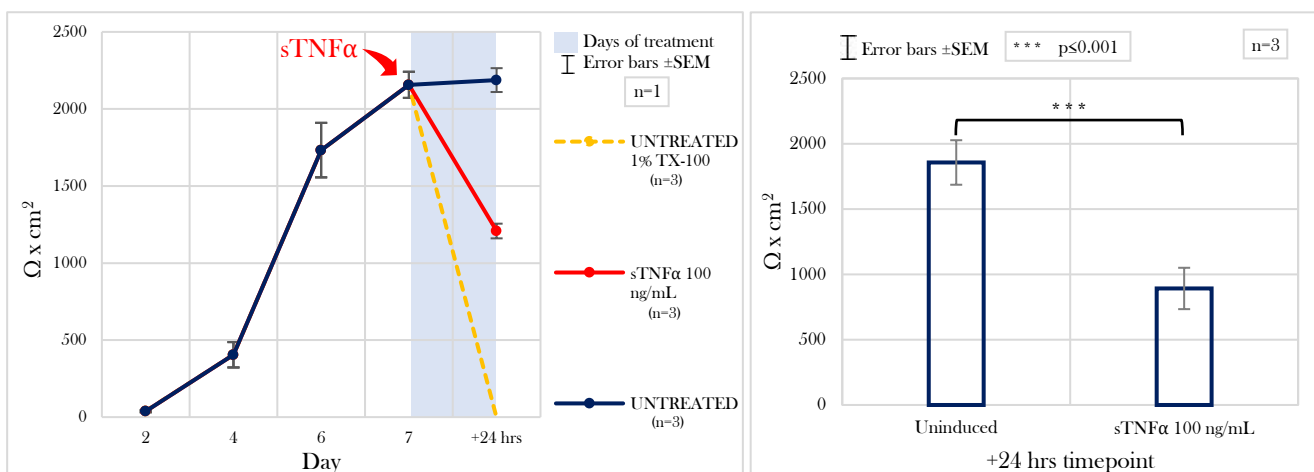 2500
2000
1500
1000
500
0
Ω x cm2
2
4
6
7
+24 hrs
Day
sTNFα
Days of treatment
Error bars ±SEM
n=1
UNTREATED
1% TX-100
(n=3)
sTNFα 100
ng/mL
(n=3)
UNTREATED
(n=3)
Error bars ±SEM
*** p≤0.001
n=3
2500
2000
1500
1000
500
0
Ω x cm2
***
Uninduced
sTNFα 100 ng/mL
+24 hrs timepoint